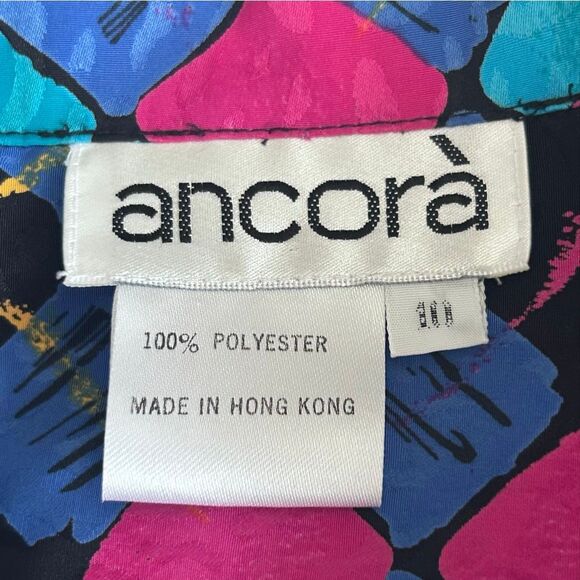 ancorà
10
100% POLYESTER
MADE IN HONG KONG